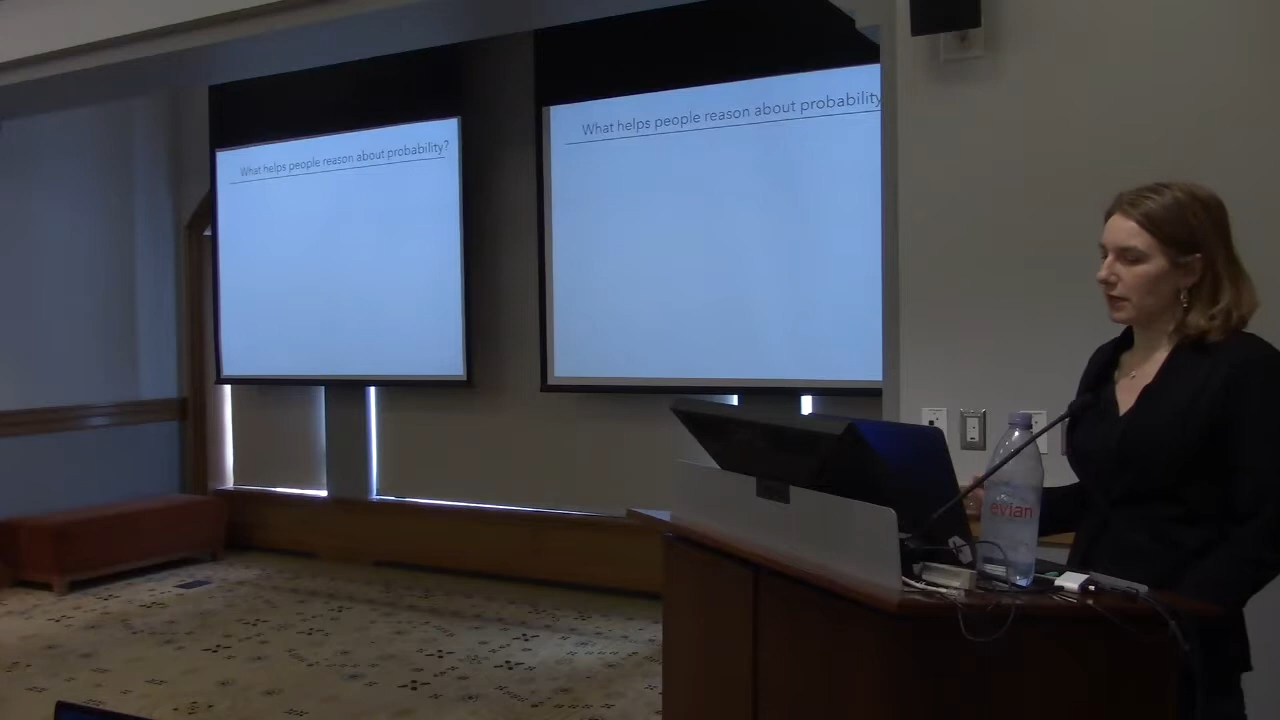 What helps people reason about probability?
What helps people reason about probability
evian